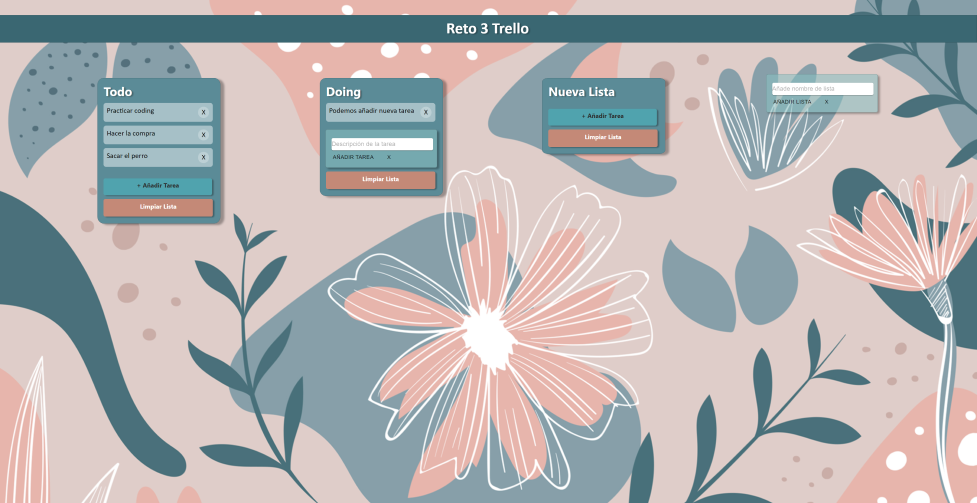 Reto 3 Trello
Todo
Practicar coding X
Hacer la compra X
Sacar el perro X
+ Añadir Tarea
Limpiar Lista
Doing
Podemos añadir nueva tarea X
Descripción de la tarea
AÑADIR TAREA X
Limpiar Lista
Nueva Lista
+ Añadir Tarea
Limpiar Lista
Añade nombre de lista
AÑADIR LISTA X